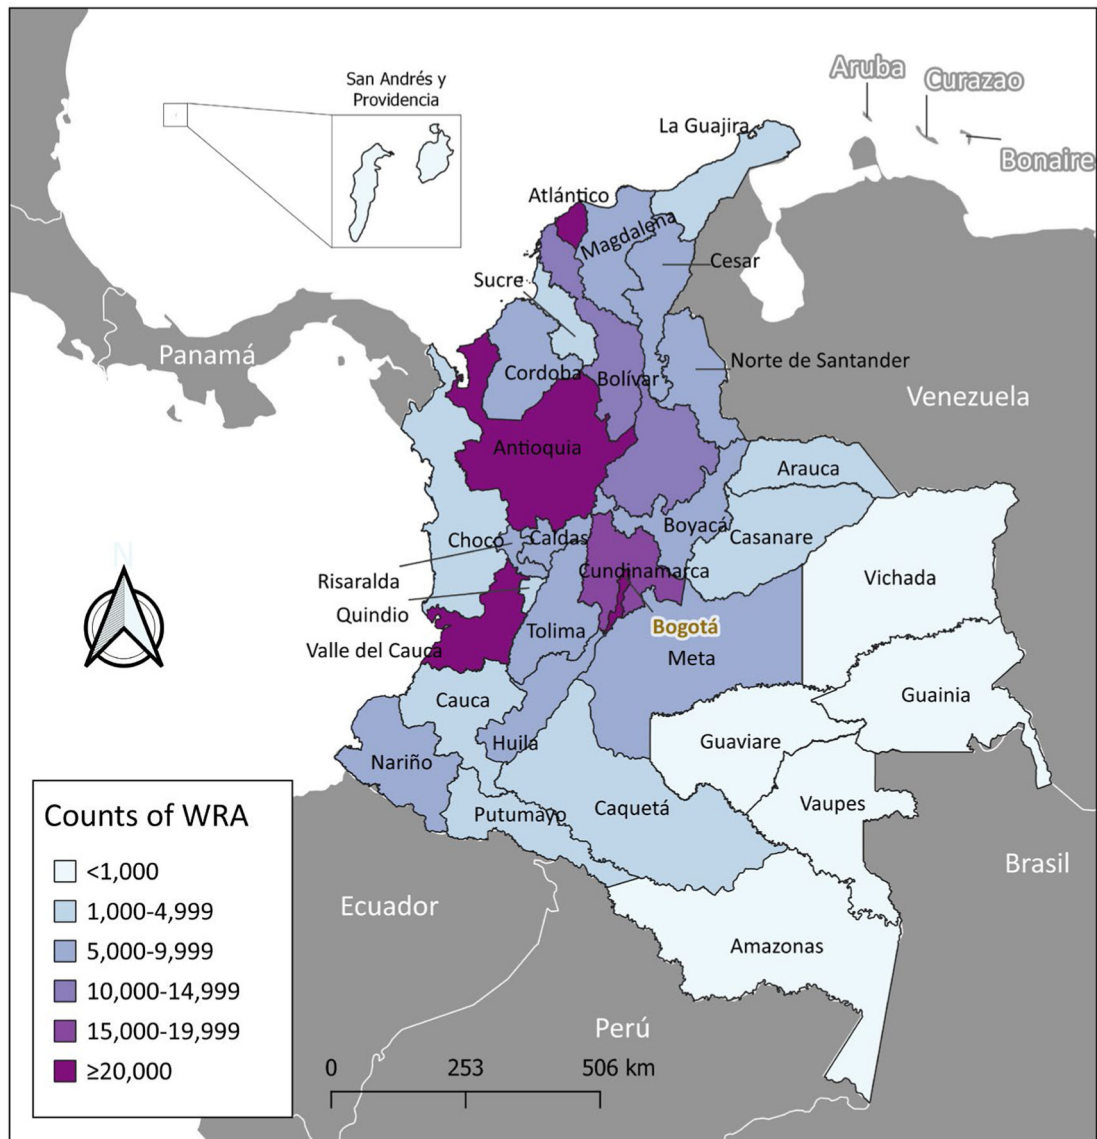 San Andrés y
Providencia
Aruba
Curazao
Bonaire
La Guajira
Atlántico
Magdalena
Cesar
Sucre
Panamá
Cordoba
Bolívar
Norte de Santander
Venezuela
Antioquia
Arauca
Boyacá
Casanare
Chocó
Caldas
N
Cundinamarca
Vichada
Risaralda
Quindio
Bogotá
Tolima
Valle del Cauca
Meta
Guainia
Cauca
Huila
Guaviare
Nariño
Vaupes
Caquetá
Putumayo
Counts of WRA
<1,000
1,000-4,999
5,000-9,999
10,000-14,999
15,000-19,999
≥20,000
Ecuador
Brasil
Amazonas
Perú
0 253 506 km